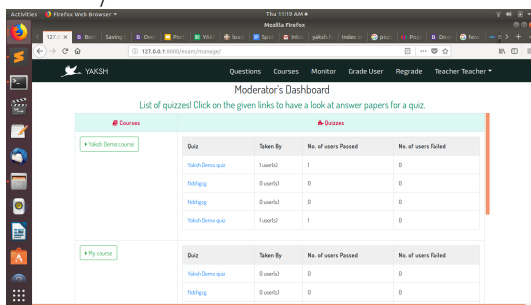 Activities Firefox Web Browser Thu 11:19 AM
Mozilla Firefox
127.0.0.1:8000/exam/manage/
YAKSH Questions Courses Monitor Grade User Regrade Teacher Teacher
Moderator's Dashboard
List of quizzes! Click on the given links to have a look at answer papers for a quiz.
Courses Quizzes
Yaksh Demo course
Quiz Taken By No. of users Passed No. of users Failed
Yaksh Demo quiz 1 user(s) 1 0
0 user(s) 0 0
0 user(s) 0 0
Yaksh Demo quiz 1 user(s) 1 0
My course
Quiz Taken By No. of users Passed No. of users Failed
Yaksh Demo quiz 0 user(s) 0 0
0 user(s) 0 0